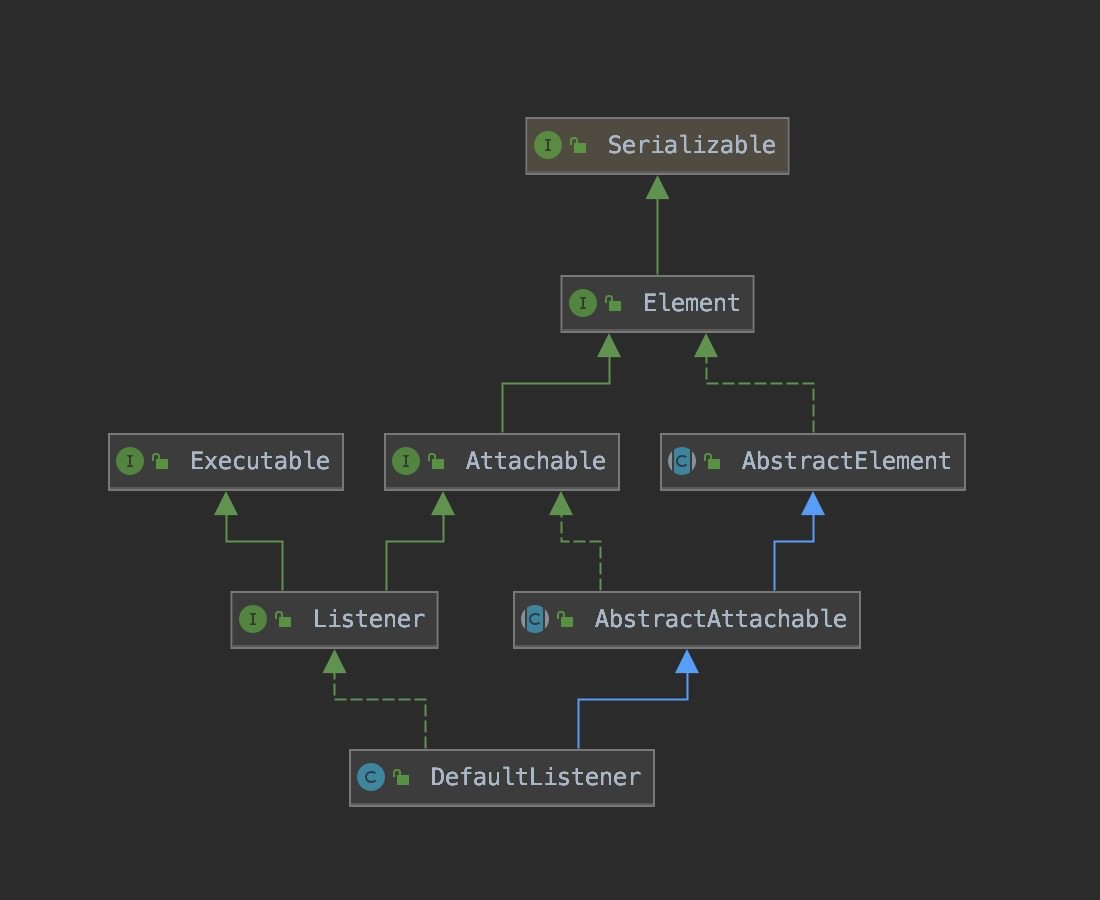 I Serializable
I Element
I Executable
I Attachable
C AbstractElement
I Listener
C AbstractAttachable
C DefaultListener